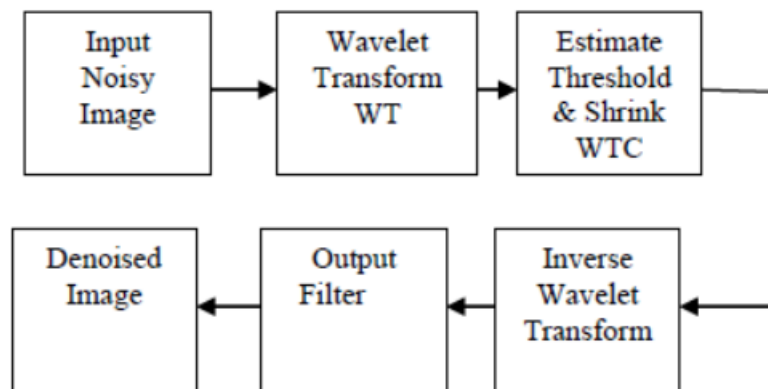 Input
Noisy
Image
Wavelet
Transform
WT
Estimate
Threshold
& Shrink
WTC
Inverse
Wavelet
Transform
Output
Filter
Denoised
Image